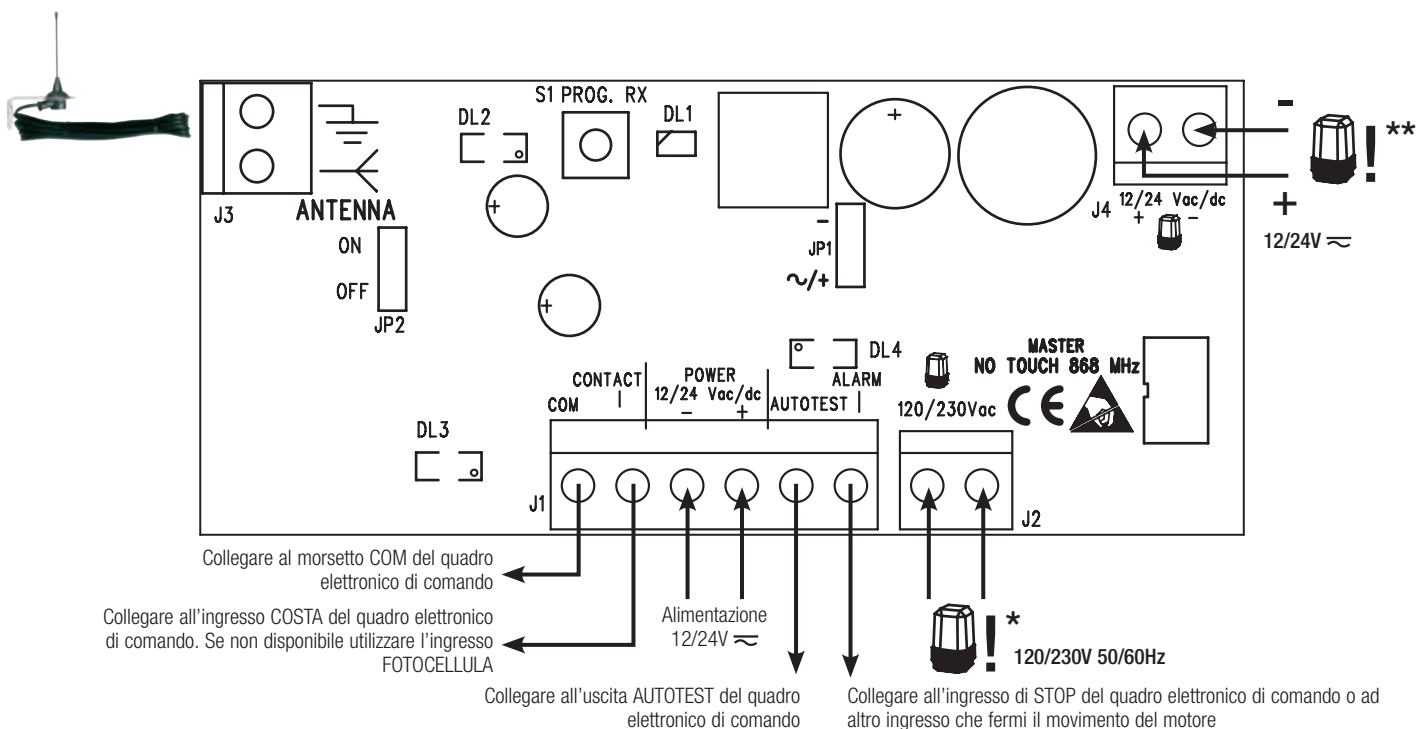 S1 PROG. RX
DL2
DL1
+
-
**
!
J3
ANTENNA
J4
12/24 Vac/dc
+ -
+
12/24V ⎓
ON
OFF
JP2
+
-
JP1
~/+
+
DL4
MASTER
NO TOUCH 868 MHz
CE
CONTACT
POWER
ALARM
COM
12/24 Vac/dc
- +
AUTOTEST
120/230Vac
DL3
J1
J2
Collegare al morsetto COM del quadro
elettronico di comando
Collegare all'ingresso COSTA del quadro elettronico
di comando. Se non disponibile utilizzare l'ingresso
FOTOCELLULA
Alimentazione
12/24V ⎓
! *
120/230V 50/60Hz
Collegare all'uscita AUTOTEST del quadro
elettronico di comando
Collegare all'ingresso di STOP del quadro elettronico di comando o ad
altro ingresso che fermi il movimento del motore